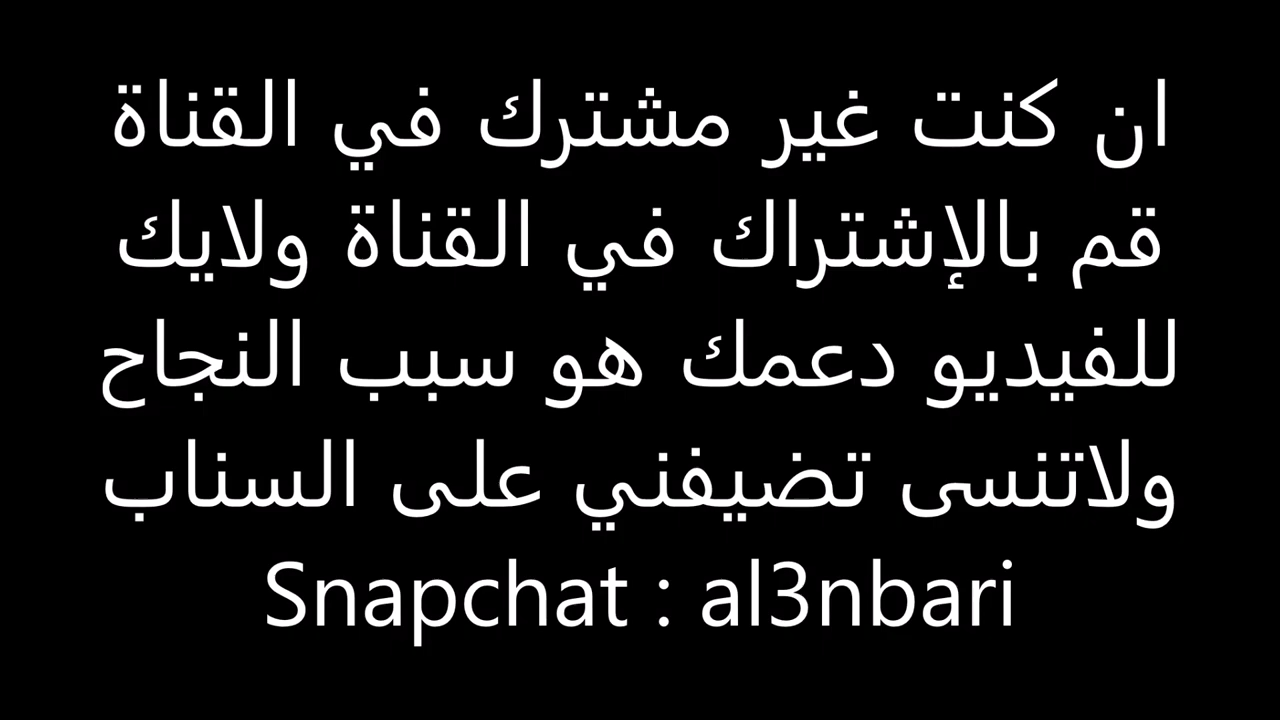 ان كنت غير مشترك في القناة
قم بالإشتراك في القناة ولايك
للفيديو دعمك هو سبب النجاح
ولاتنسى تضيفني على السناب
Snapchat : al3nbari